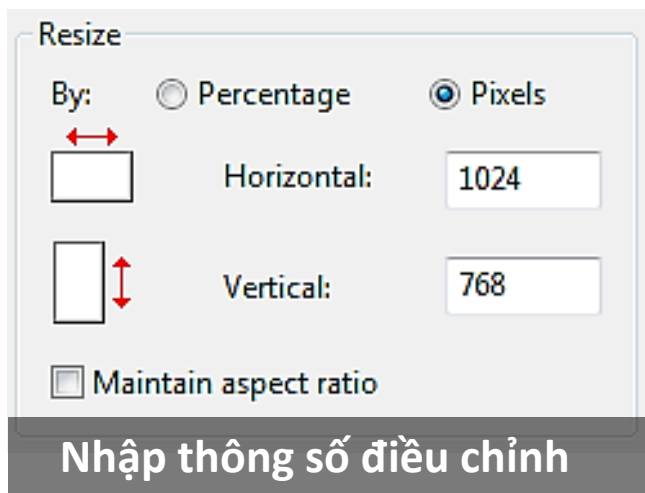 Resize
By: Percentage Pixels
Horizontal: 1024
Vertical: 768
Maintain aspect ratio
Nhập thông số điều chỉnh